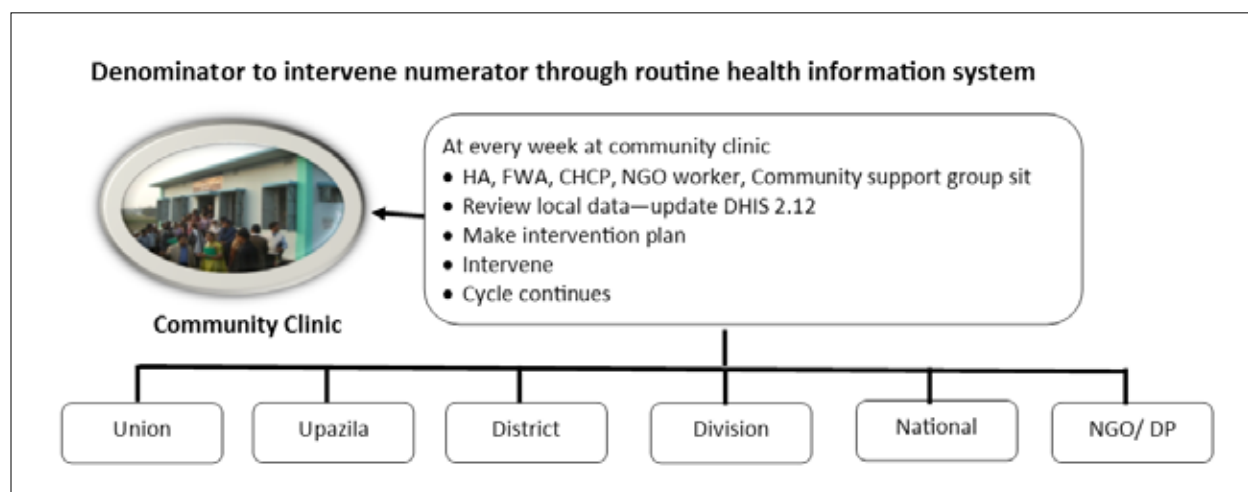 Denominator to intervene numerator through routine health information system
At every week at community clinic
● HA, FWA, CHCP, NGO worker, Community support group sit
● Review local data—update DHIS 2.12
● Make intervention plan
● Intervene
● Cycle continues
Community Clinic
Union
Upazila
District
Division
National
NGO/ DP